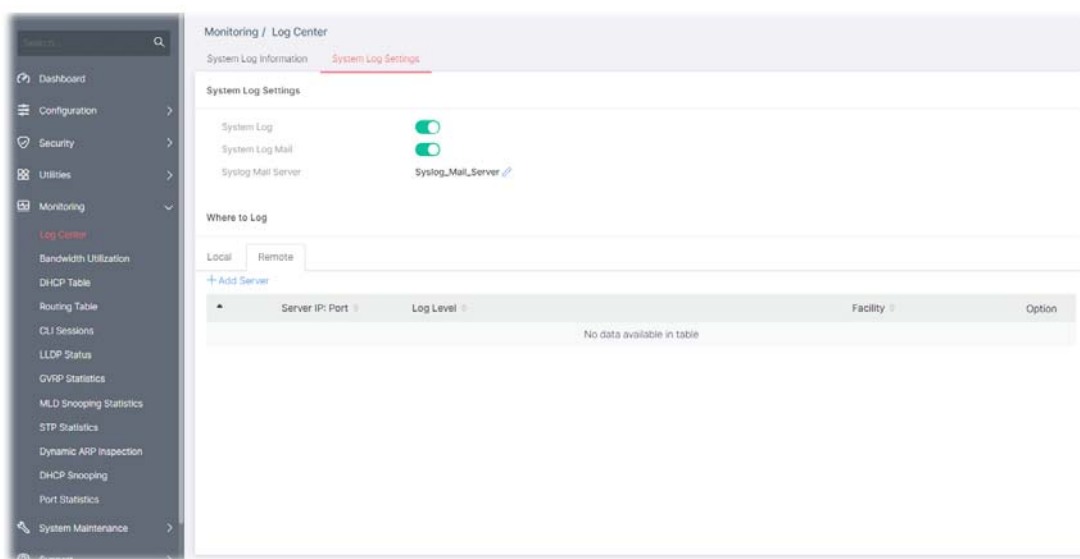 Search...
Monitoring / Log Center
System Log Information System Log Settings
Dashboard
Configuration
Security
Utilities
Monitoring
Log Center
Bandwidth Utilization
DHCP Table
Routing Table
CLI Sessions
LLDP Status
GVRP Statistics
MLD Snooping Statistics
STP Statistics
Dynamic ARP Inspection
DHCP Snooping
Port Statistics
System Maintenance
Support
System Log Settings
System Log
System Log Mail
Syslog Mail Server Syslog_Mail_Server
Where to Log
Local Remote
+ Add Server
Server IP: Port Log Level Facility Option
No data available in table